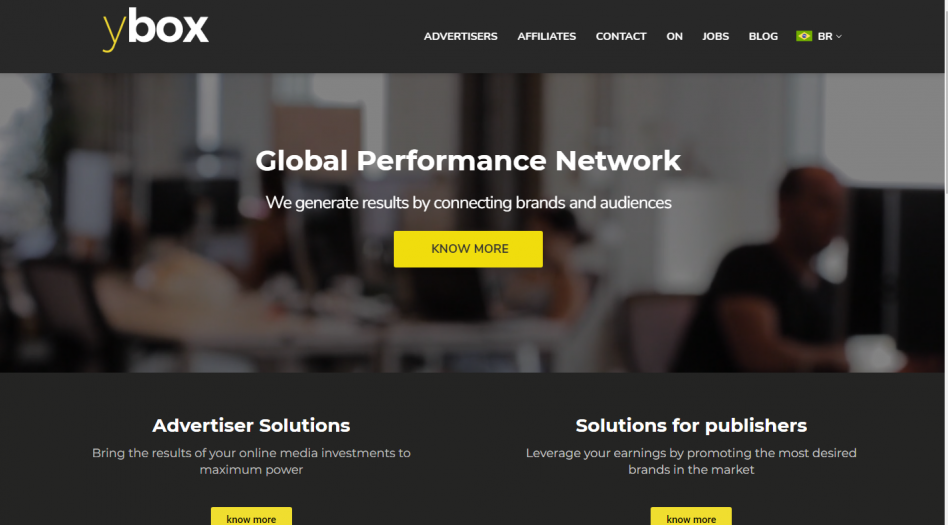 ybox
ADVERTISERS AFFILIATES CONTACT ON JOBS BLOG BR
Global Performance Network
We generate results by connecting brands and audiences
KNOW MORE
Advertiser Solutions
Bring the results of your online media investments to
maximum power
know more
Solutions for publishers
Leverage your earnings by promoting the most desired
brands in the market
know more